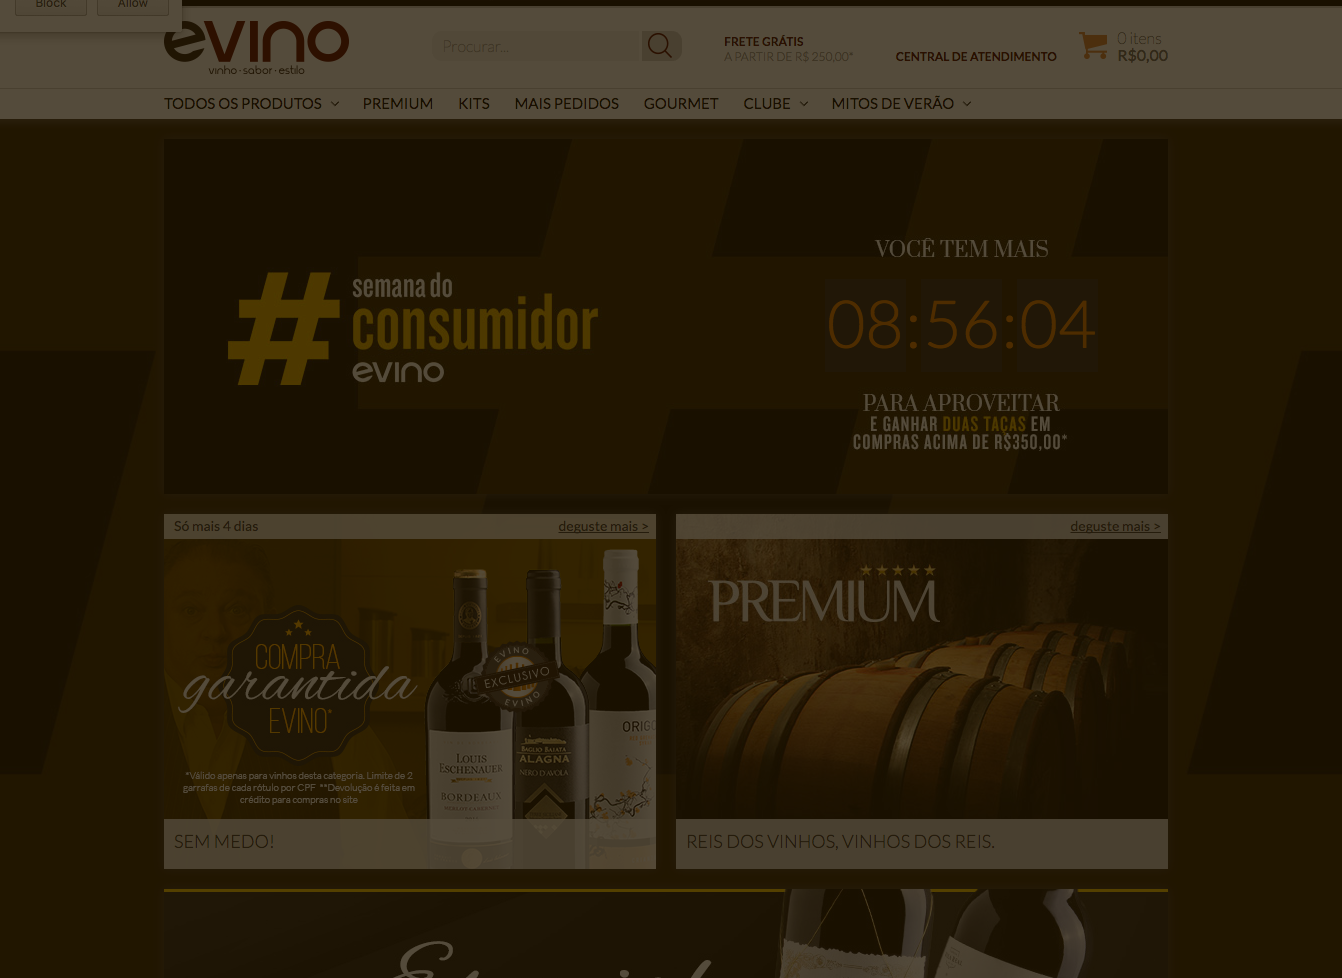 Block
Allow
evino
vinho · sabor · estilo
Procurar...
FRETE GRÁTIS
A PARTIR DE R$ 250,00*
CENTRAL DE ATENDIMENTO
0 itens
R$0,00
TODOS OS PRODUTOS
PREMIUM
KITS
MAIS PEDIDOS
GOURMET
CLUBE
MITOS DE VERÃO
#semana do
consumidor
evino
VOCÊ TEM MAIS
08:56:04
PARA APROVEITAR
E GANHAR DUAS TAÇAS EM
COMPRAS ACIMA DE R$350,00*
Só mais 4 dias
deguste mais >
COMPRA
garantida
EVINO*
*Válido apenas para vinhos desta categoria. Limite de 2
garrafas de cada rótulo por CPF **Devolução é feita em
crédito para compras no site
EVINO
EXCLUSIVO
EVINO
LOUIS
ESCHENAUER
BORDEAUX
BAGLIO BAIATA
ALAGNA
NERO D'AVOLA
ORIGO
SEM MEDO!
deguste mais >
PREMIUM
REIS DOS VINHOS, VINHOS DOS REIS.